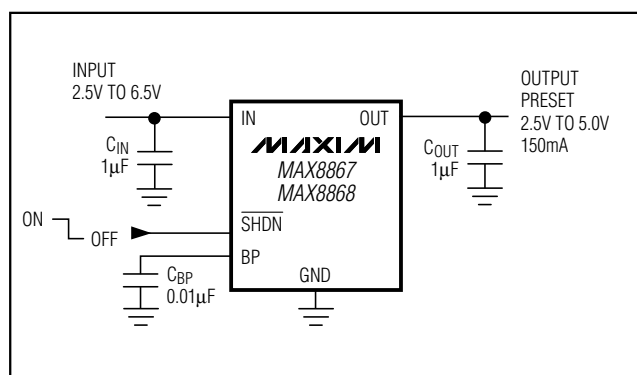 INPUT
2.5V TO 6.5V
IN
OUT
OUTPUT
PRESET
2.5V TO 5.0V
150mA
CIN
1μF
MAXIM
MAX8867
MAX8868
COUT
1μF
ON
OFF
SHDN
BP
CBP
0.01μF
GND